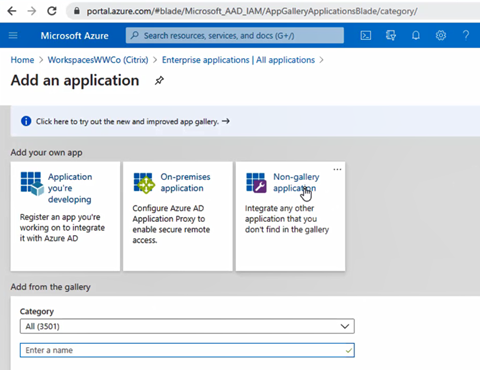 portal.azure.com/#blade/Microsoft_AAD_IAM/AppGalleryApplicationsBlade/category/
Microsoft Azure
Search resources, services, and docs (G+/)
Home > WorkspacesWWCo (Citrix) > Enterprise applications | All applications >
Add an application
Click here to try out the new and improved app gallery. →
Add your own app
Application
you're
developing
Register an app you're
working on to integrate
it with Azure AD
On-premises
application
Configure Azure AD
Application Proxy to
enable secure remote
access.
Non-gallery
application
Integrate any other
application that you
don't find in the gallery
Add from the gallery
Category
All (3501)
Enter a name